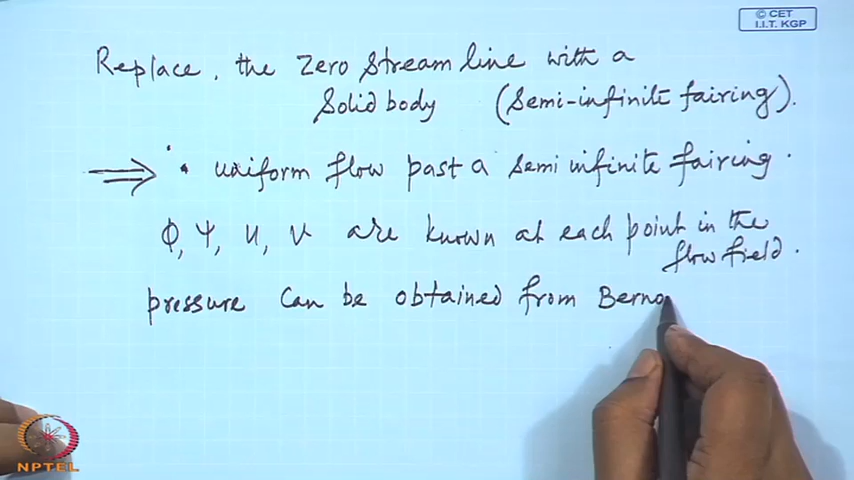 © CET
I.I.T. KGP
Replace, the Zero stream line with a
Solid body (Semi-infinite fairing).
⟹ uniform flow past a semi infinite fairing.
Φ, Ψ, u, v are known at each point in the
flow field.
pressure can be obtained from Berno
NPTEL